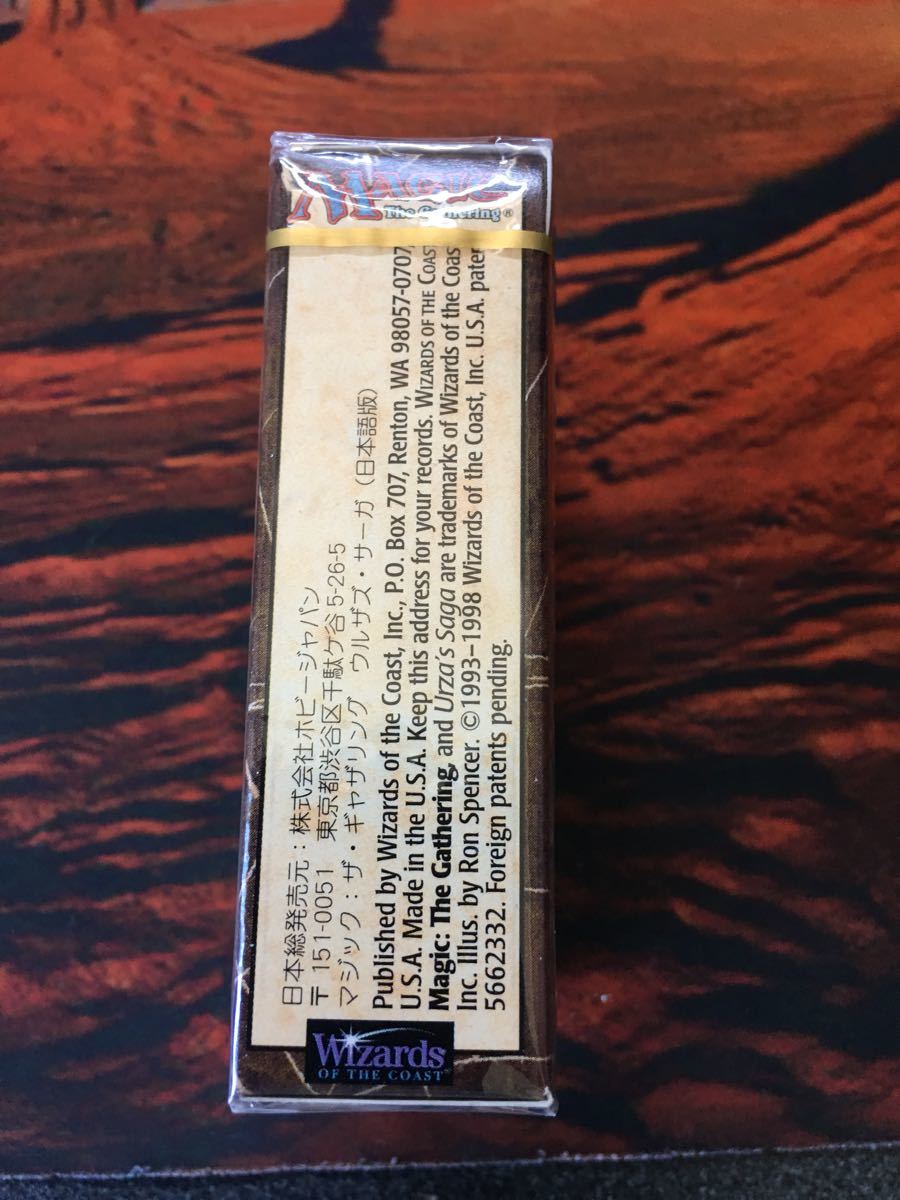 Magic
The Gathering®
日本総発売元：株式会社ホビージャパン
〒151-0051 東京都渋谷区千駄ケ谷5-26-5
マジック：ザ・ギャザリング ウルザズ・サーガ（日本語版）
Published by Wizards of the Coast, Inc., P.O. Box 707, Renton, WA 98057-0707,
U.S.A. Made in the U.S.A. Keep this address for your records. WIZARDS OF THE COAST,
Magic: The Gathering, and Urza's Saga are trademarks of Wizards of the Coast,
Inc. Illus. by Ron Spencer. ©1993–1998 Wizards of the Coast, Inc. U.S.A. patent
5662332. Foreign patents pending.
Wizards
OF THE COAST®